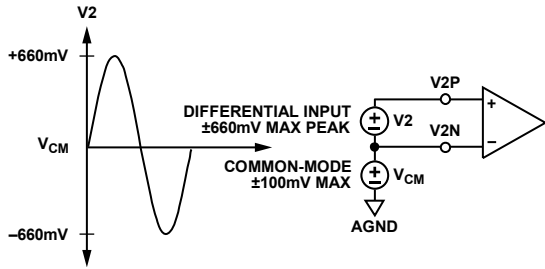 V2
+660mV
VCM
–660mV
DIFFERENTIAL INPUT
±660mV MAX PEAK
COMMON-MODE
±100mV MAX
V2P
+
V2
V2N
–
VCM
AGND
+
–
+
–